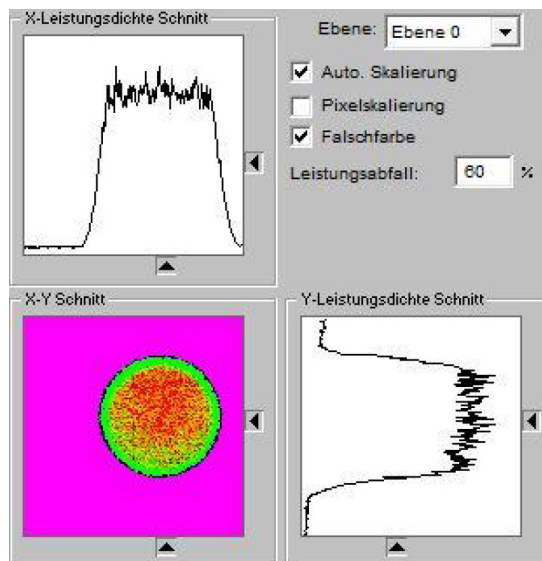 X-Leistungsdichte Schnitt
Ebene: Ebene 0
Auto. Skalierung
Pixelskalierung
Falschfarbe
Leistungsabfall: 60 %
X-Y Schnitt
Y-Leistungsdichte Schnitt